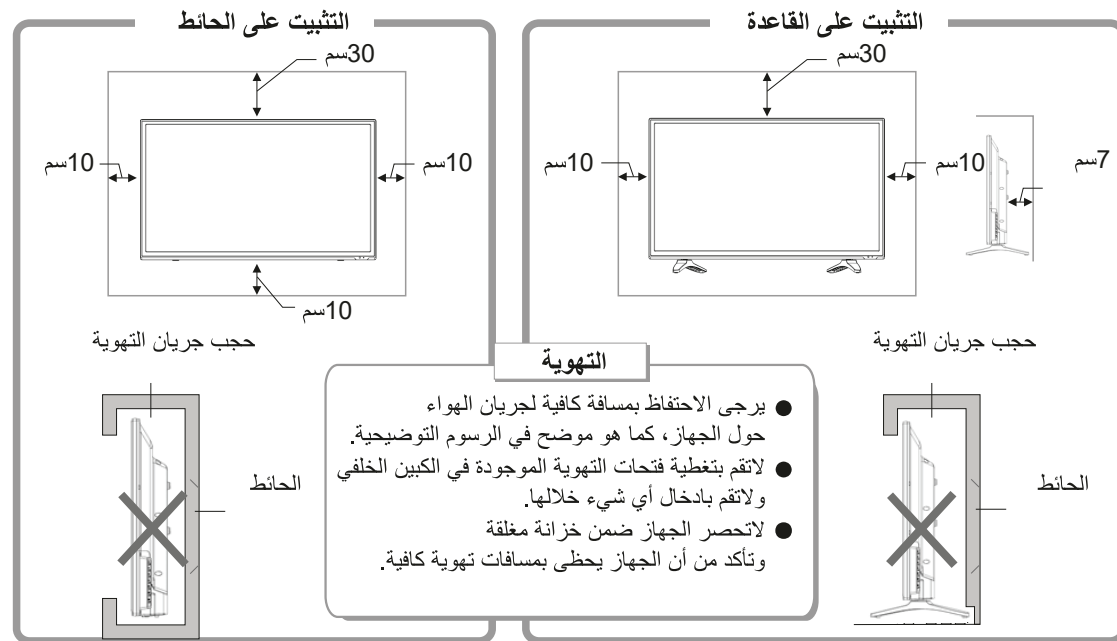 التثبيت على القاعدة
30سم
10سم
10سم
7سم
حجب جريان التهوية
الحائط
التثبيت على الحائط
30سم
10سم
10سم
10سم
حجب جريان التهوية
الحائط
التهوية
● يرجى الاحتفاظ بمسافة كافية لجريان الهواء
حول الجهاز، كما هو موضح في الرسوم التوضيحية.
● لاتقم بتغطية فتحات التهوية الموجودة في الكبين الخلفي
ولاتقم بادخال أي شيء خلالها.
● لاتحصر الجهاز ضمن خزانة مغلقة
وتأكد من أن الجهاز يحظى بمسافات تهوية كافية.